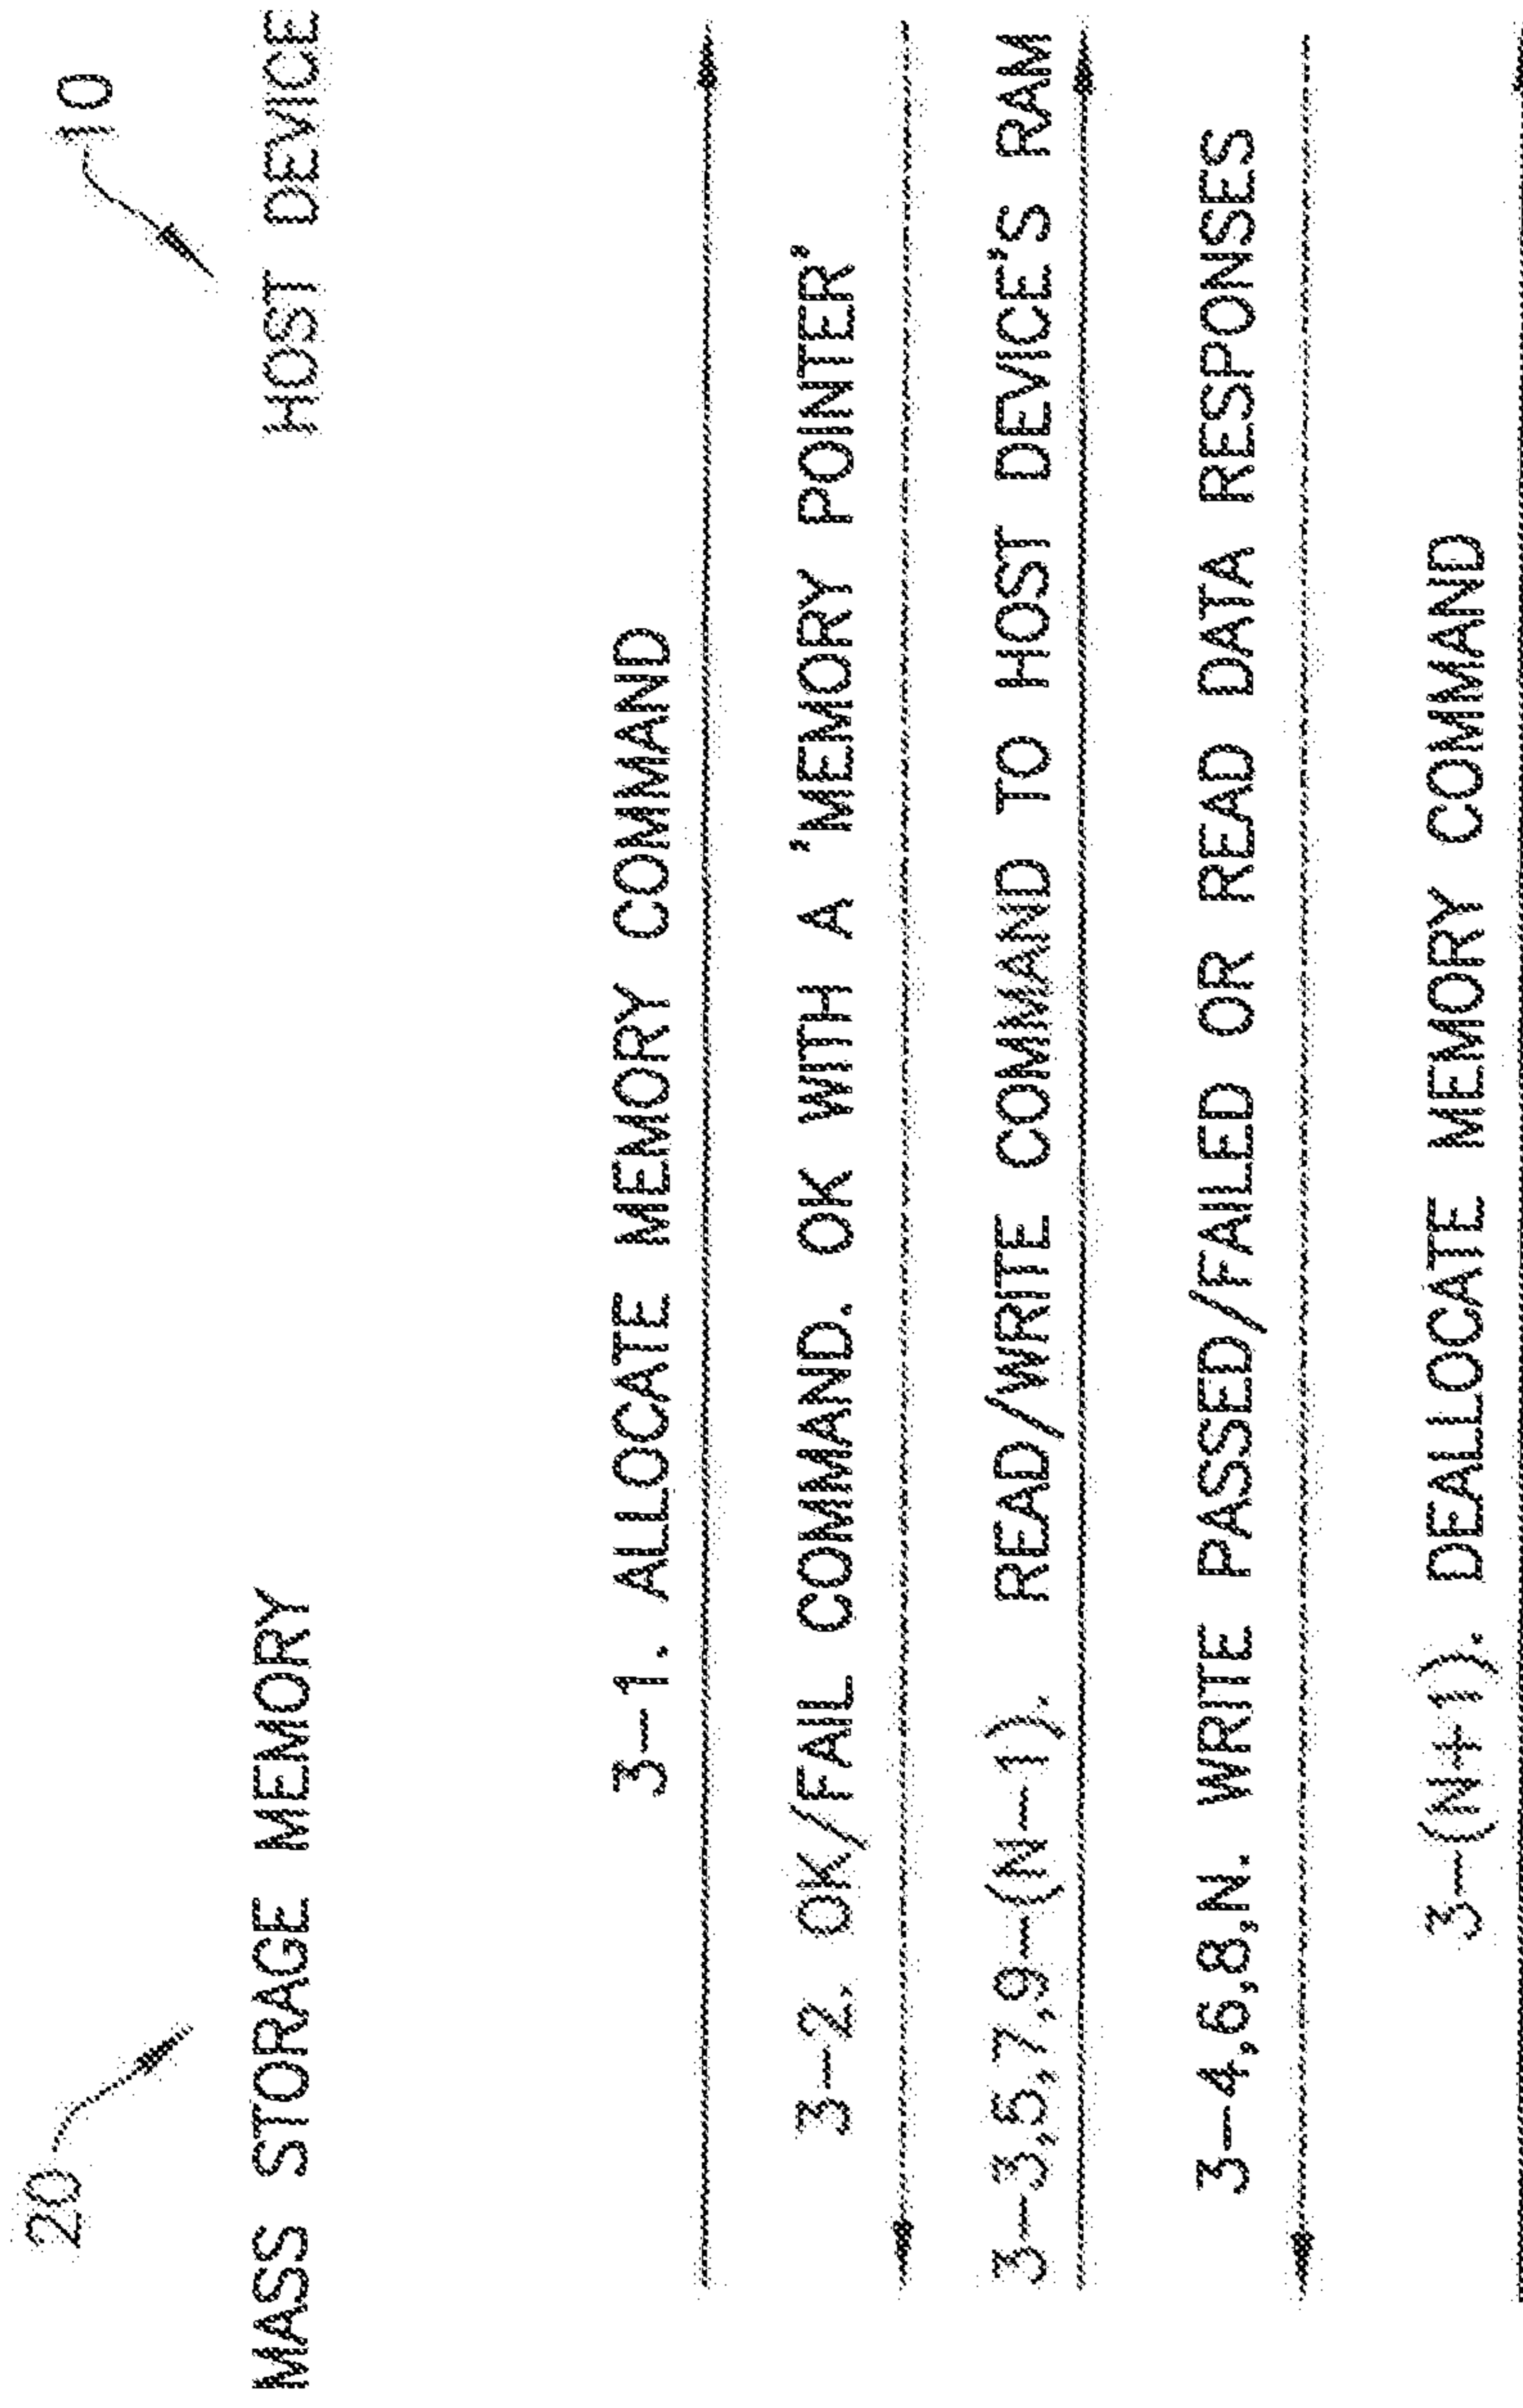 20
10
MASS STORAGE MEMORY
HOST DEVICE
3-1. ALLOCATE MEMORY COMMAND
3-2. OK/FAIL COMMAND. OK WITH A 'MEMORY POINTER'
3-3,5,7,9-(N-1). READ/WRITE COMMAND TO HOST DEVICE'S RAM
3-4,6,8,N. WRITE PASSED/FAILED OR READ DATA RESPONSES
3-(N+1). DEALLOCATE MEMORY COMMAND